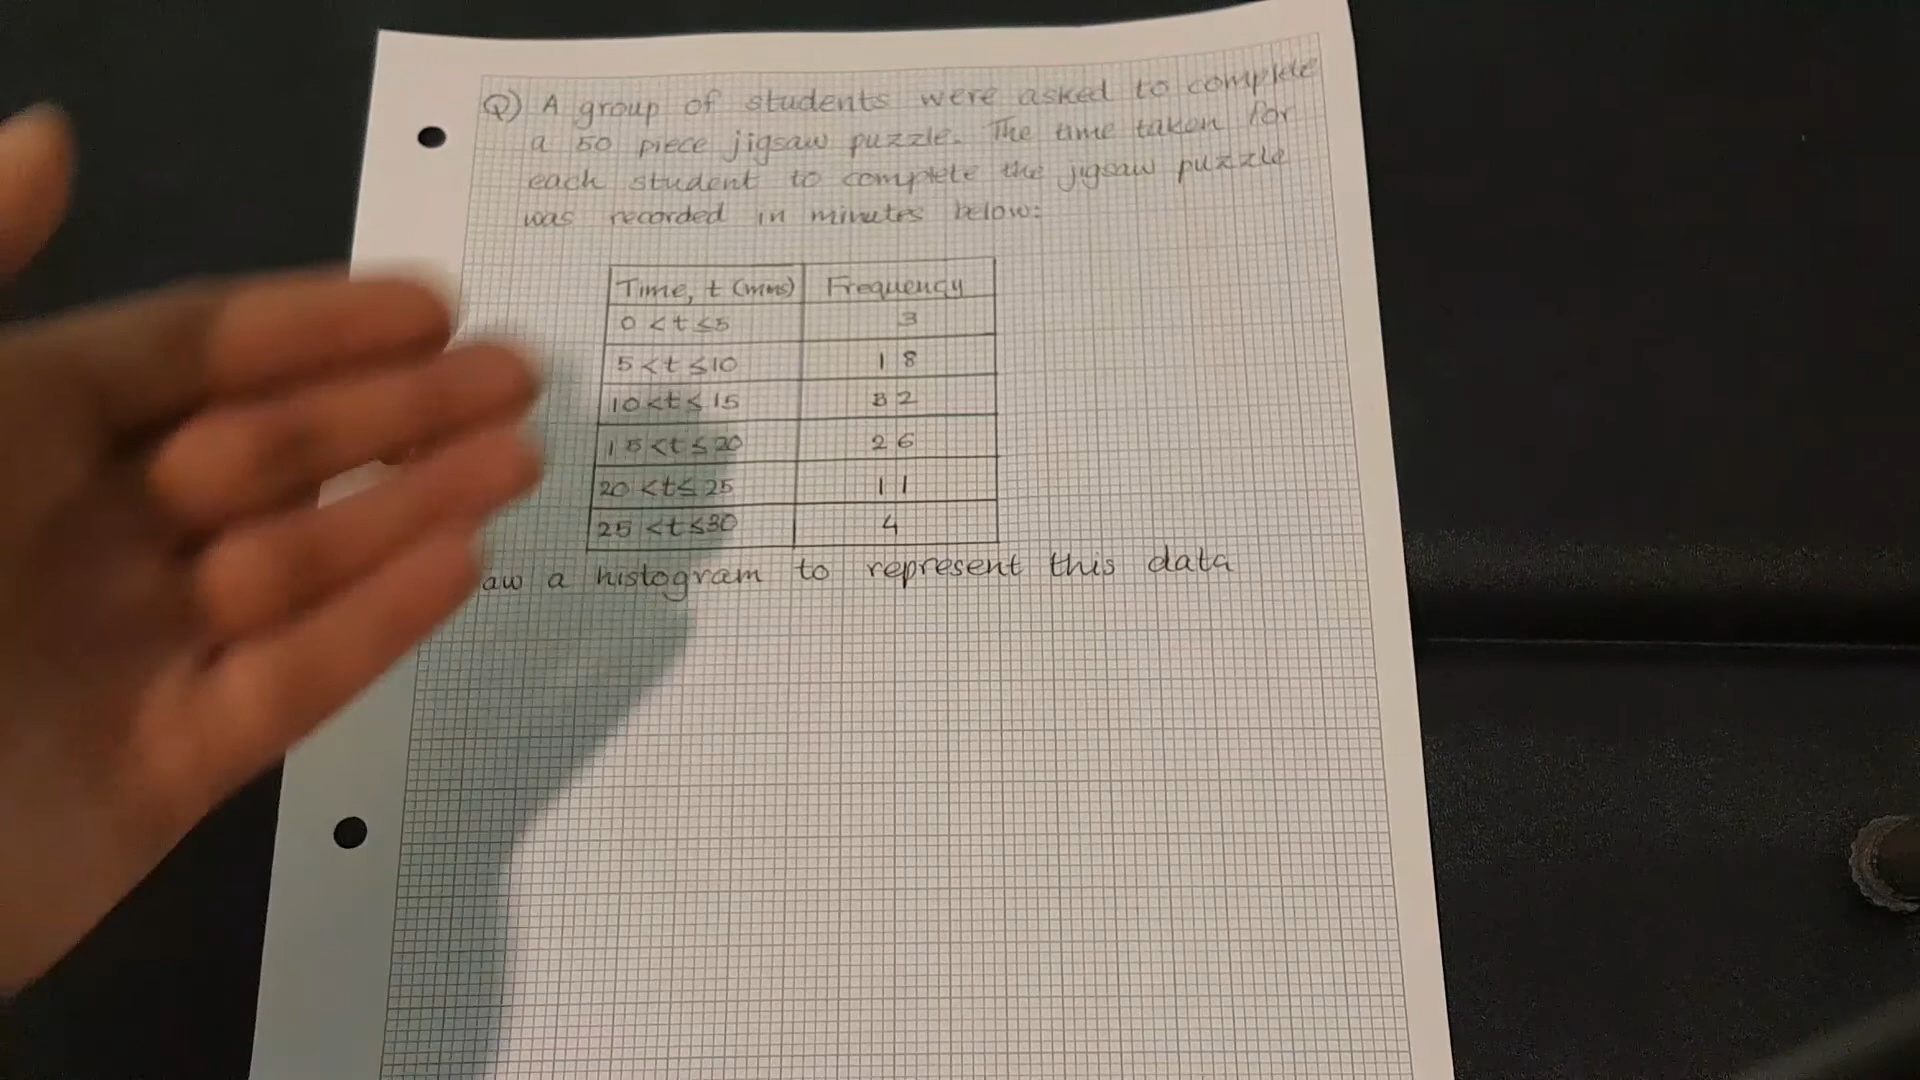 Q) A group of students were asked to complete
a 50 piece jigsaw puzzle. The time taken for
each student to complete the jigsaw puzzle
was recorded in minutes below:
Time, t (mins) Frequency
0 < t ≤ 5 3
5 < t ≤ 10 18
10 < t ≤ 15 32
15 < t ≤ 20 26
20 < t ≤ 25 11
25 < t ≤ 30 4
aw a histogram to represent this data